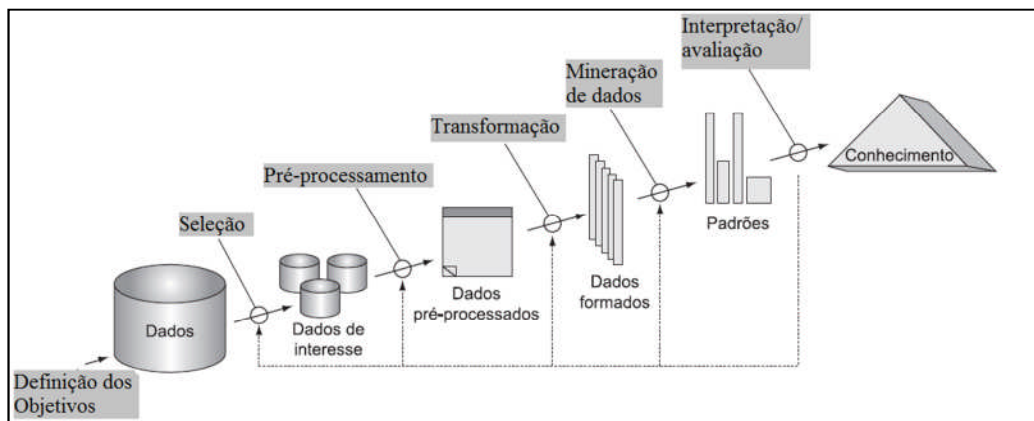 Interpretação/
avaliação
Mineração
de dados
Transformação
Conhecimento
Pré-processamento
Padrões
Seleção
Dados
formados
Dados
pré-processados
Dados
Dados de
interesse
Definição dos
Objetivos